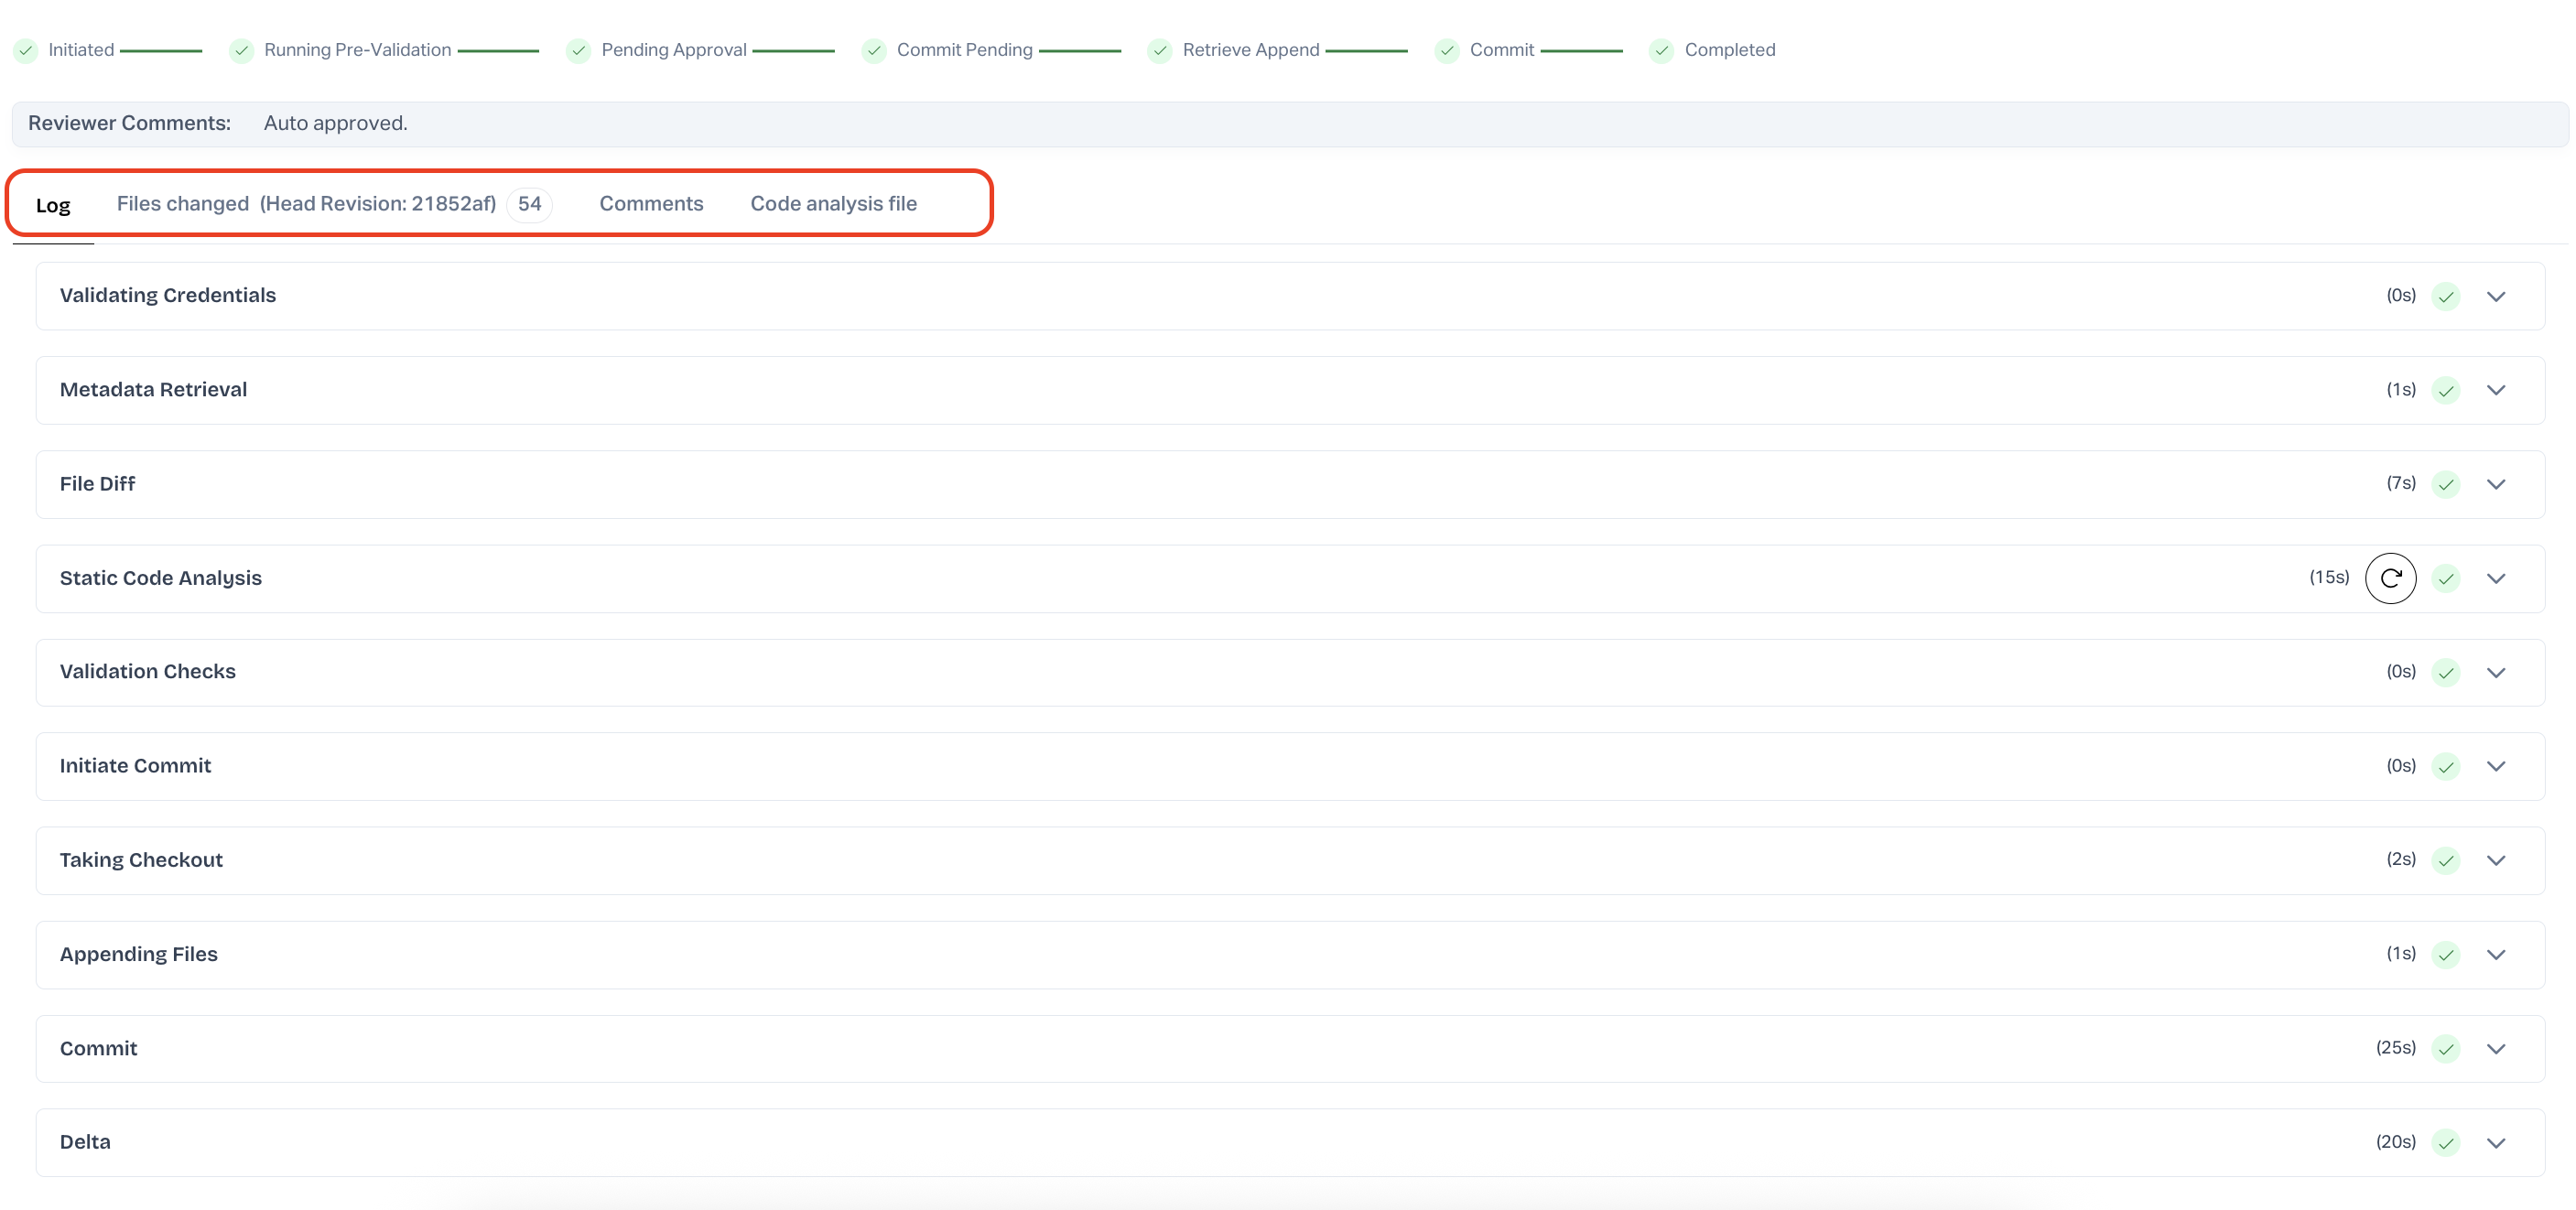 Initiated Running Pre-Validation Pending Approval Commit Pending Retrieve Append Commit Completed
Reviewer Comments: Auto approved.
Log Files changed (Head Revision: 21852af) 54 Comments Code analysis file
Validating Credentials (0s)
Metadata Retrieval (1s)
File Diff (7s)
Static Code Analysis (15s)
Validation Checks (0s)
Initiate Commit (0s)
Taking Checkout (2s)
Appending Files (1s)
Commit (25s)
Delta (20s)